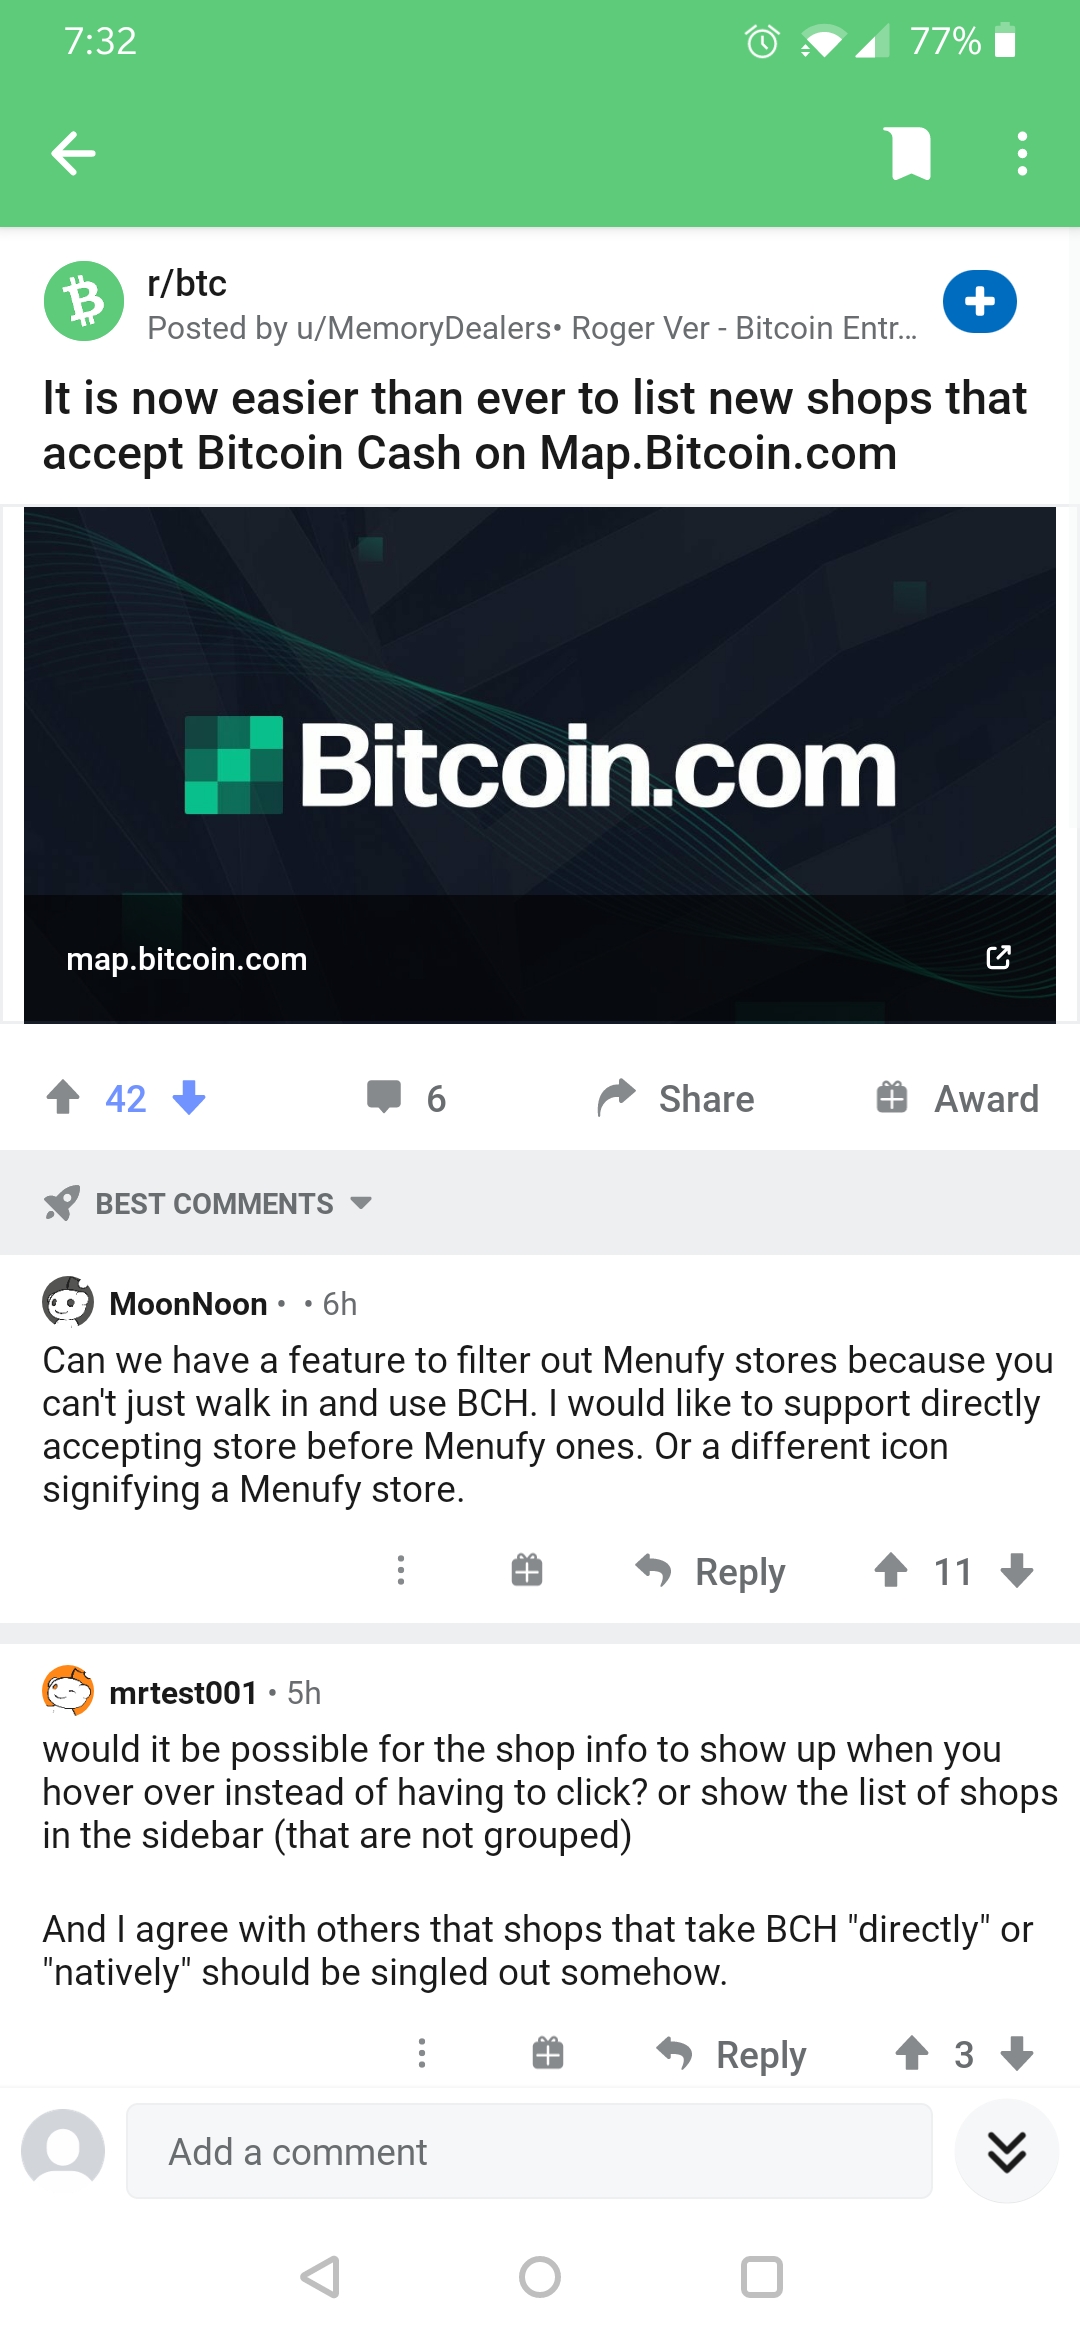 7:32
77%
r/btc
Posted by u/MemoryDealers• Roger Ver - Bitcoin Entr...
It is now easier than ever to list new shops that
accept Bitcoin Cash on Map.Bitcoin.com
Bitcoin.com
map.bitcoin.com
42
6
Share
Award
BEST COMMENTS
MoonNoon • • 6h
Can we have a feature to filter out Menufy stores because you
can't just walk in and use BCH. I would like to support directly
accepting store before Menufy ones. Or a different icon
signifying a Menufy store.
Reply
11
mrtest001 • 5h
would it be possible for the shop info to show up when you
hover over instead of having to click? or show the list of shops
in the sidebar (that are not grouped)
And I agree with others that shops that take BCH "directly" or
"natively" should be singled out somehow.
Reply
3
Add a comment